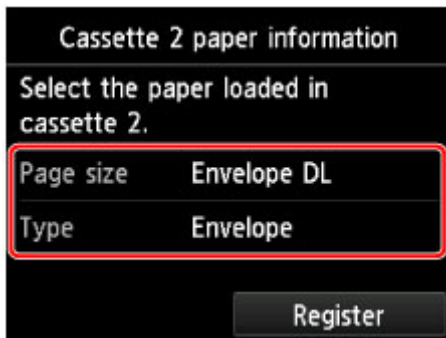 Cassette 2 paper information
Select the paper loaded in
cassette 2.
Page size Envelope DL
Type Envelope
Register